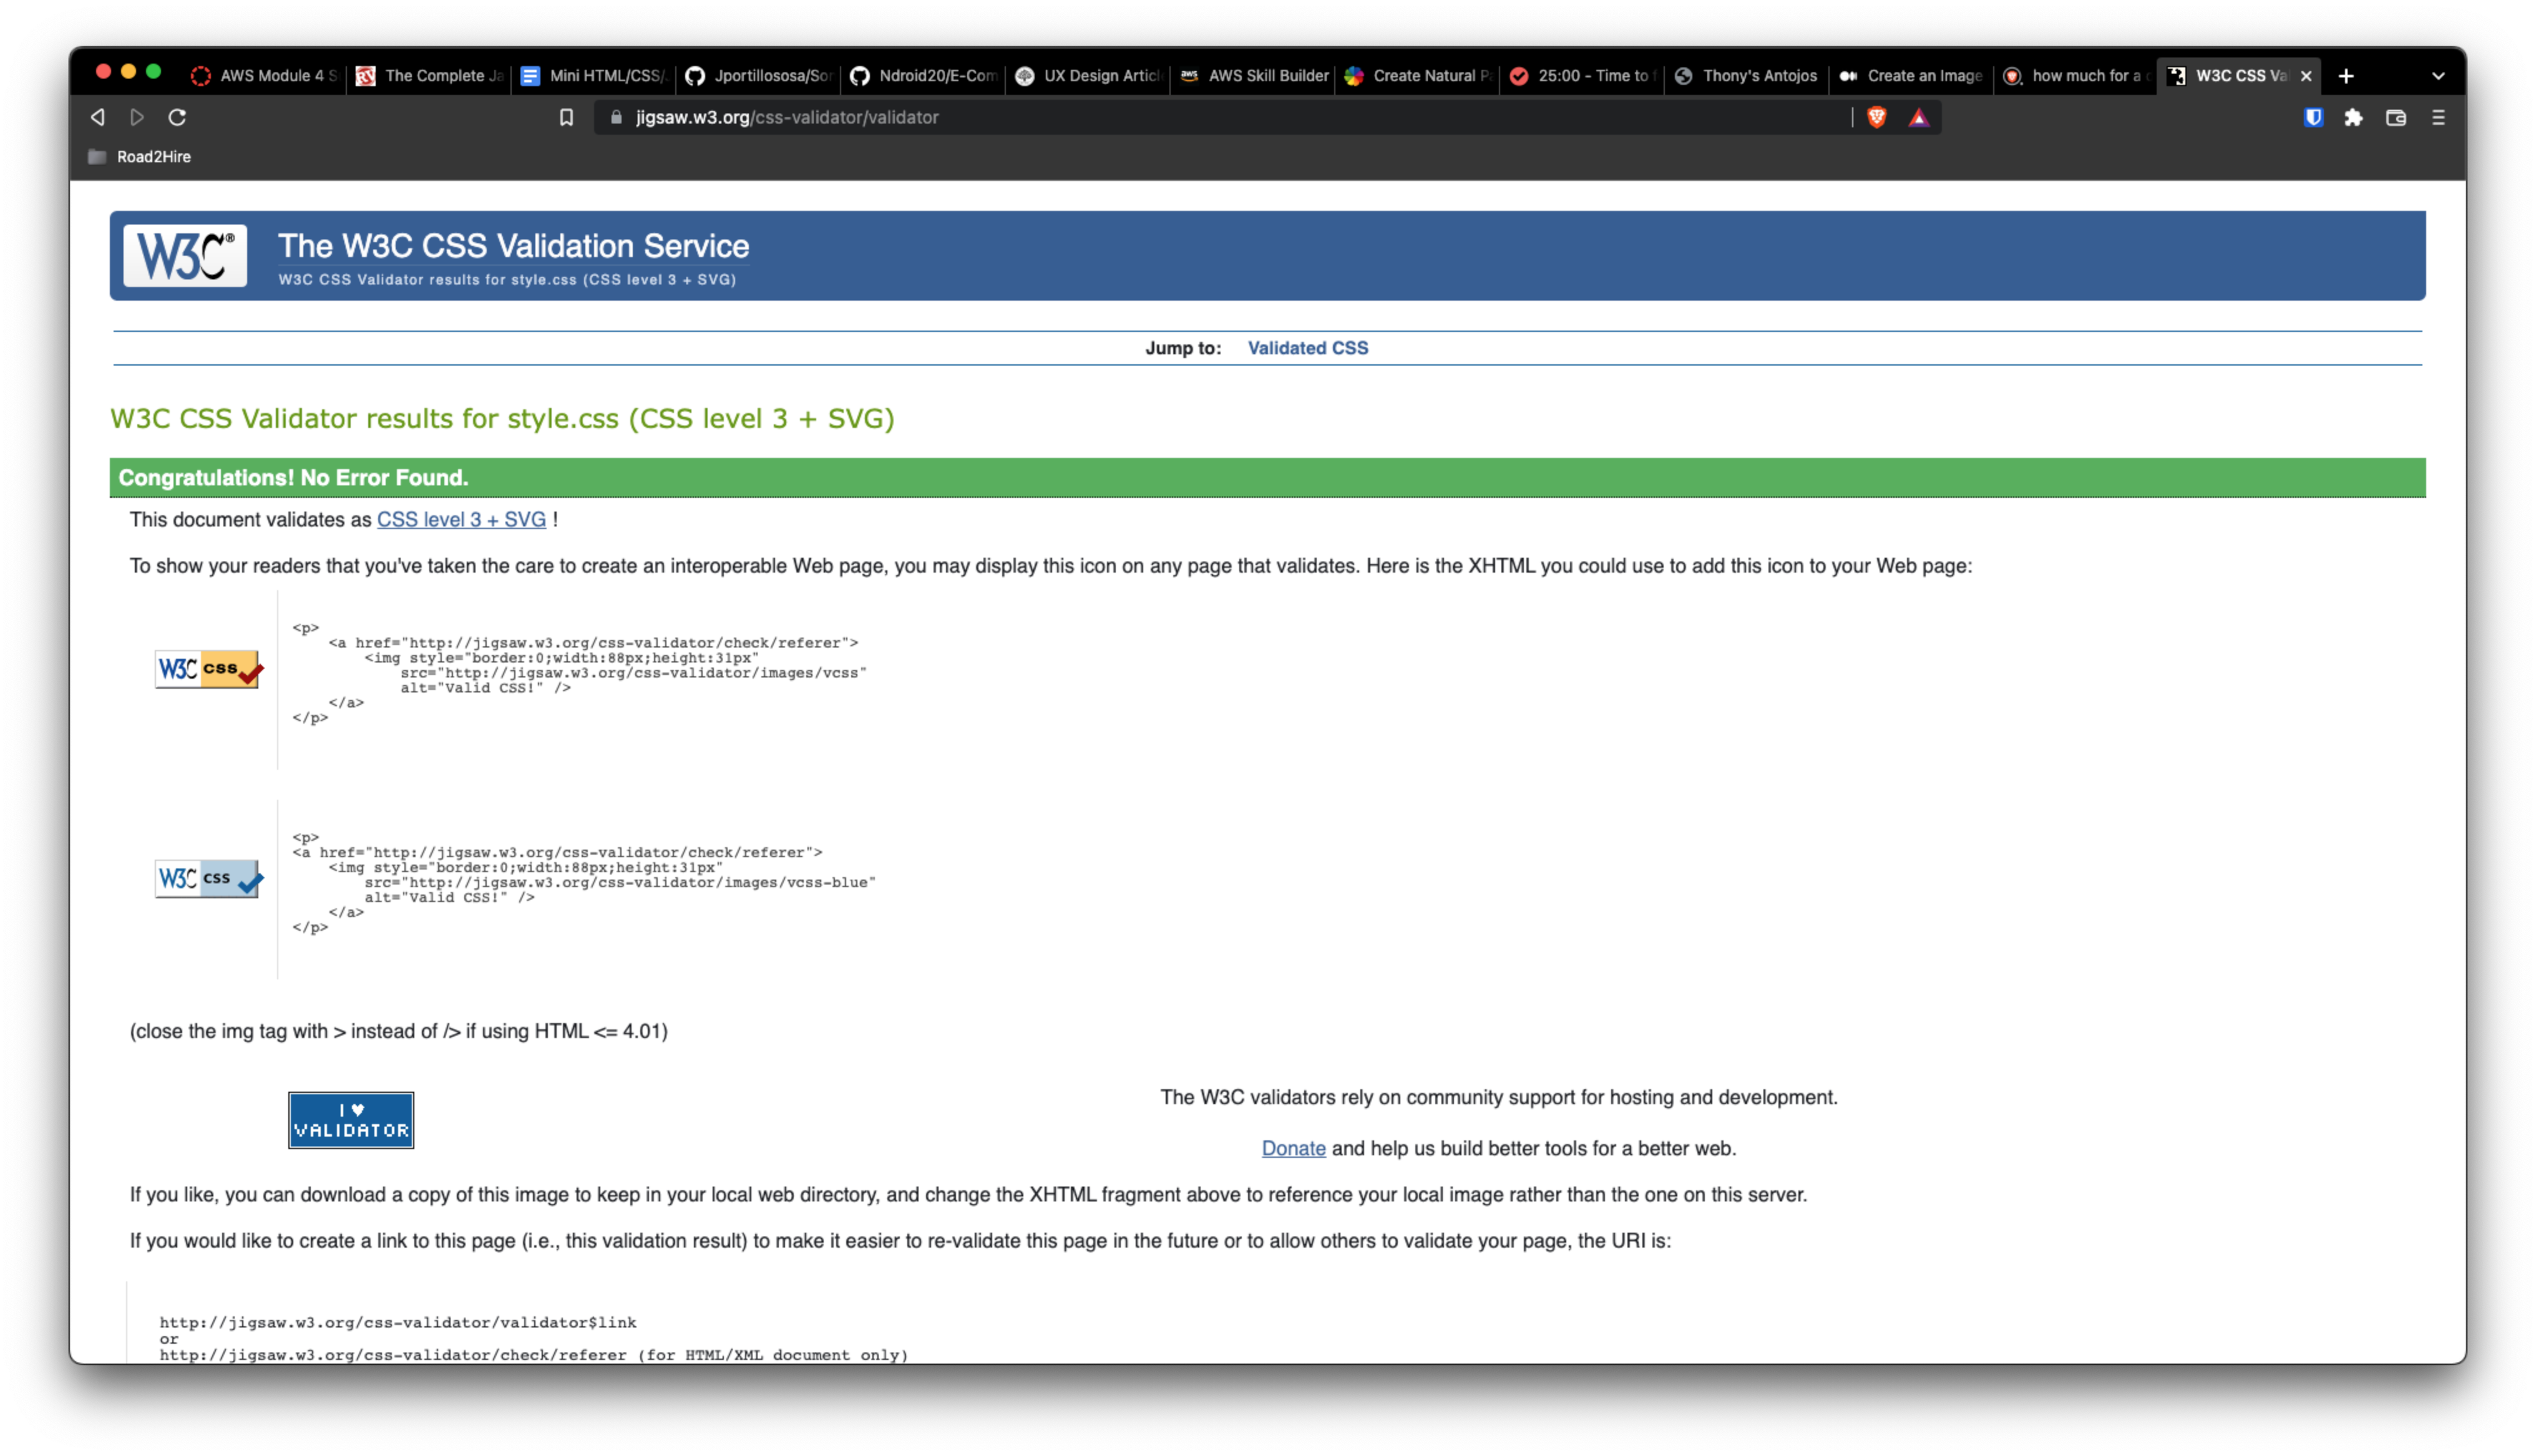 AWS Module 4 S
The Complete Ja
Mini HTML/CSS/
Jportillososa/Sor
Ndroid20/E-Com
UX Design Articl
aws AWS Skill Builder
Create Natural Pa
25:00 - Time to f
Thony's Antojos
Create an Image
how much for a c
W3C CSS Va
jigsaw.w3.org/css-validator/validator
Road2Hire
W3C® The W3C CSS Validation Service
W3C CSS Validator results for style.css (CSS level 3 + SVG)
Jump to: Validated CSS
W3C CSS Validator results for style.css (CSS level 3 + SVG)
Congratulations! No Error Found.
This document validates as CSS level 3 + SVG !
To show your readers that you've taken the care to create an interoperable Web page, you may display this icon on any page that validates. Here is the XHTML you could use to add this icon to your Web page:
W3C css
<p>
<a href="http://jigsaw.w3.org/css-validator/check/referer">
<img style="border:0;width:88px;height:31px"
src="http://jigsaw.w3.org/css-validator/images/vcss"
alt="Valid CSS!" />
</a>
</p>
W3C css
<p>
<a href="http://jigsaw.w3.org/css-validator/check/referer">
<img style="border:0;width:88px;height:31px"
src="http://jigsaw.w3.org/css-validator/images/vcss-blue"
alt="Valid CSS!" />
</a>
</p>
(close the img tag with > instead of /> if using HTML <= 4.01)
I ♥
VALIDATOR
The W3C validators rely on community support for hosting and development.
Donate and help us build better tools for a better web.
If you like, you can download a copy of this image to keep in your local web directory, and change the XHTML fragment above to reference your local image rather than the one on this server.
If you would like to create a link to this page (i.e., this validation result) to make it easier to re-validate this page in the future or to allow others to validate your page, the URI is:
http://jigsaw.w3.org/css-validator/validator$link
or
http://jigsaw.w3.org/css-validator/check/referer (for HTML/XML document only)